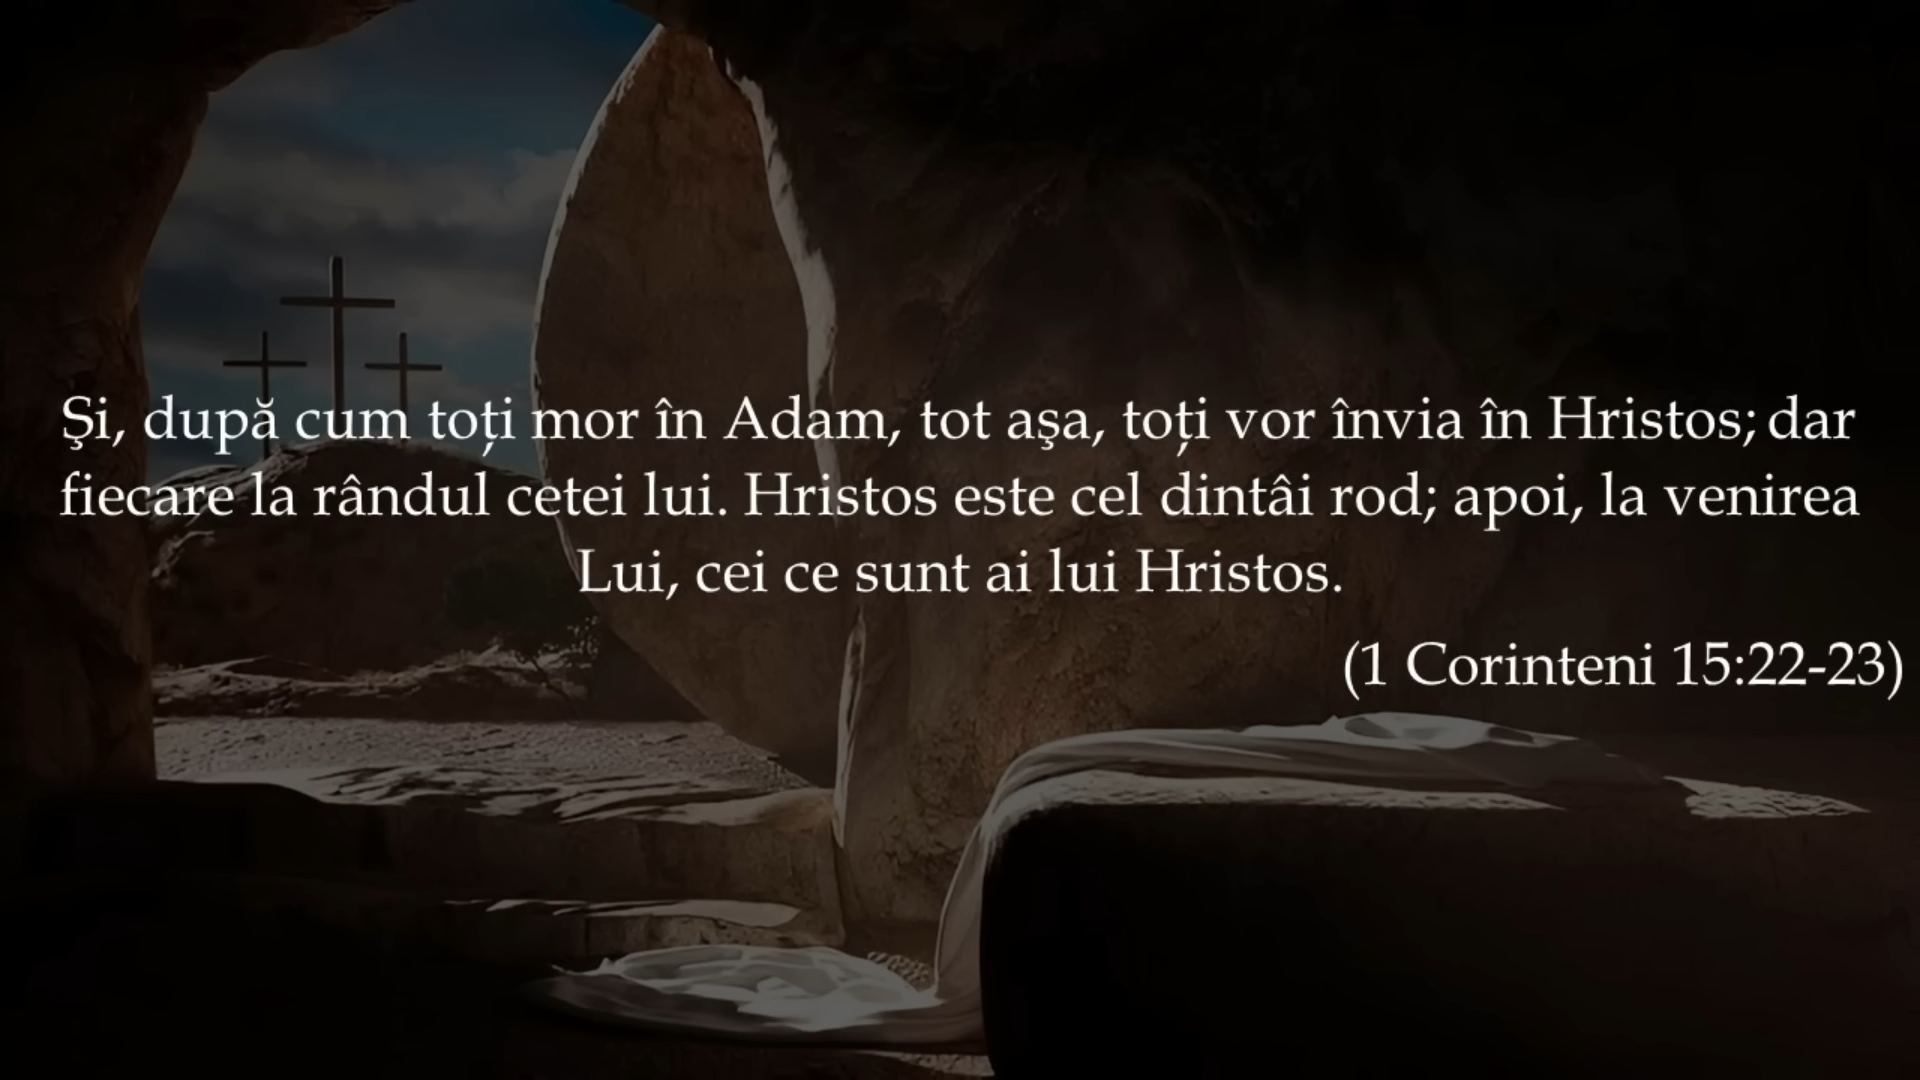 Şi, după cum toţi mor în Adam, tot aşa, toţi vor învia în Hristos; dar
fiecare la rândul cetei lui. Hristos este cel dintâi rod; apoi, la venirea
Lui, cei ce sunt ai lui Hristos.
(1 Corinteni 15:22-23)